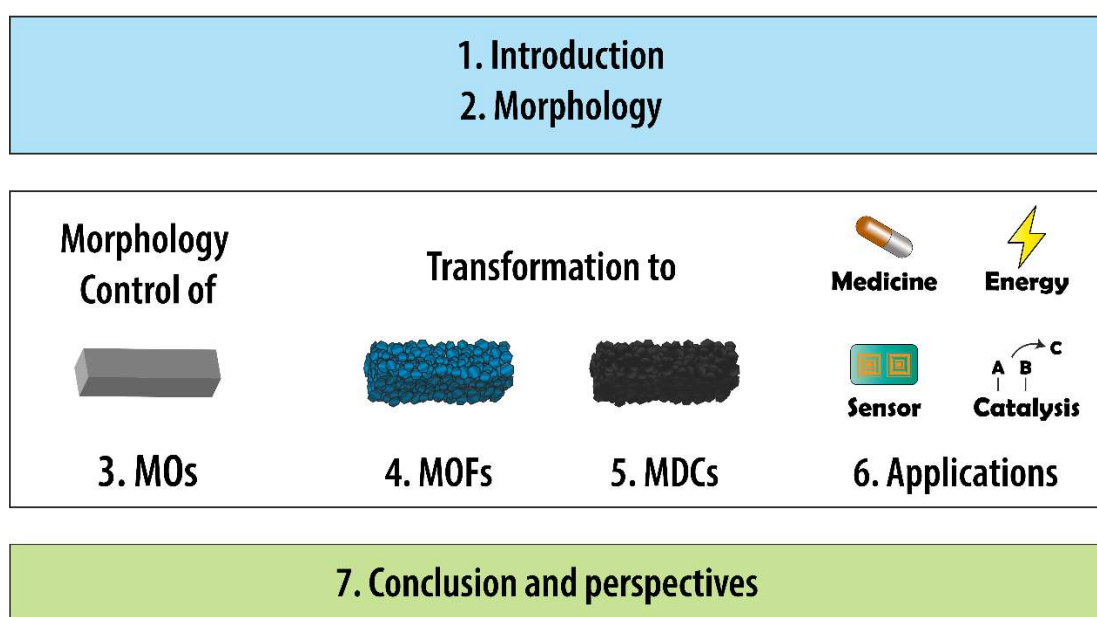 1. Introduction
2. Morphology
Morphology
Control of
3. MOs
Transformation to
4. MOFs
5. MDCs
Medicine
Energy
Sensor
A B C
Catalysis
6. Applications
7. Conclusion and perspectives